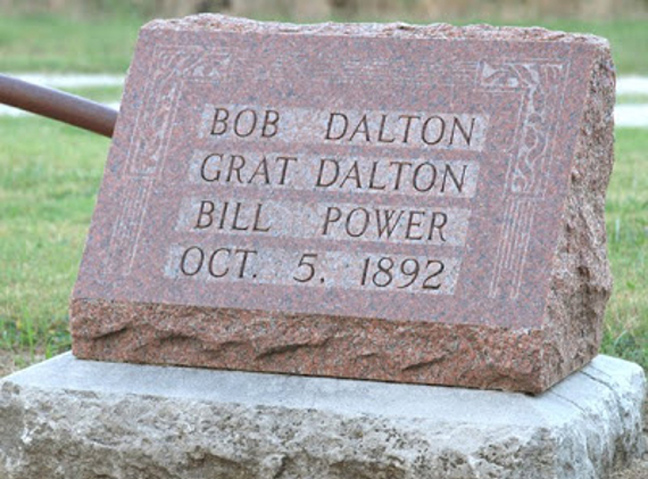 BOB DALTON
GRAT DALTON
BILL POWER
OCT. 5. 1892